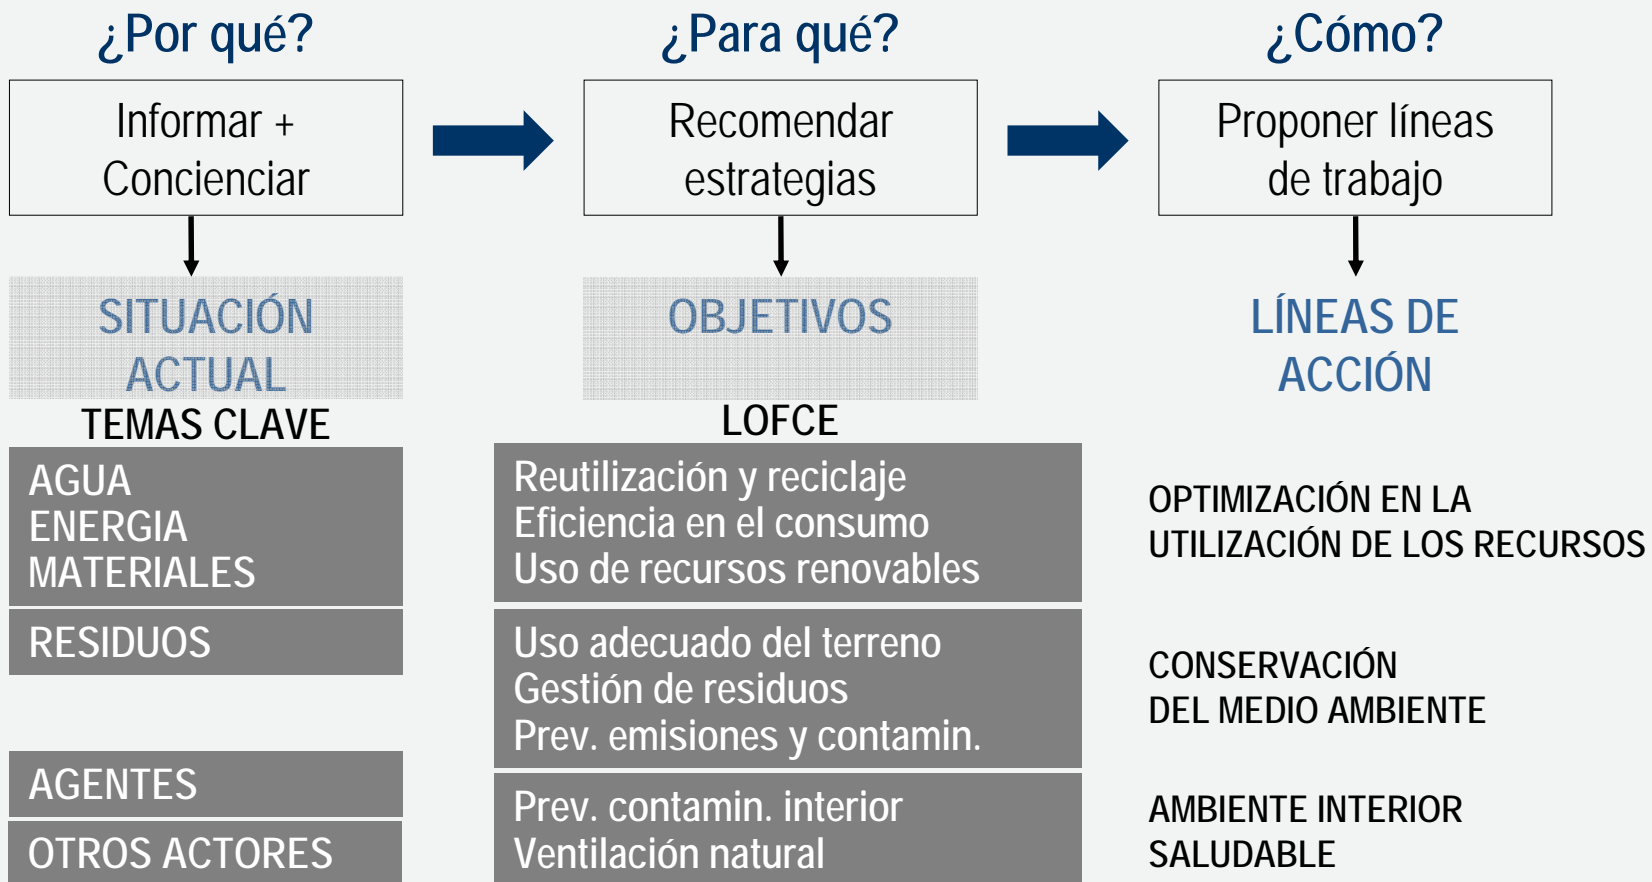 ¿Por qué?
Informar +
Concienciar
SITUACIÓN
ACTUAL
TEMAS CLAVE
AGUA
ENERGIA
MATERIALES
RESIDUOS
AGENTES
OTROS ACTORES
¿Para qué?
Recomendar
estrategias
OBJETIVOS
LOFCE
Reutilización y reciclaje
Eficiencia en el consumo
Uso de recursos renovables
Uso adecuado del terreno
Gestión de residuos
Prev. emisiones y contamin.
Prev. contamin. interior
Ventilación natural
¿Cómo?
Proponer líneas
de trabajo
LÍNEAS DE
ACCIÓN
OPTIMIZACIÓN EN LA
UTILIZACIÓN DE LOS RECURSOS
CONSERVACIÓN
DEL MEDIO AMBIENTE
AMBIENTE INTERIOR
SALUDABLE